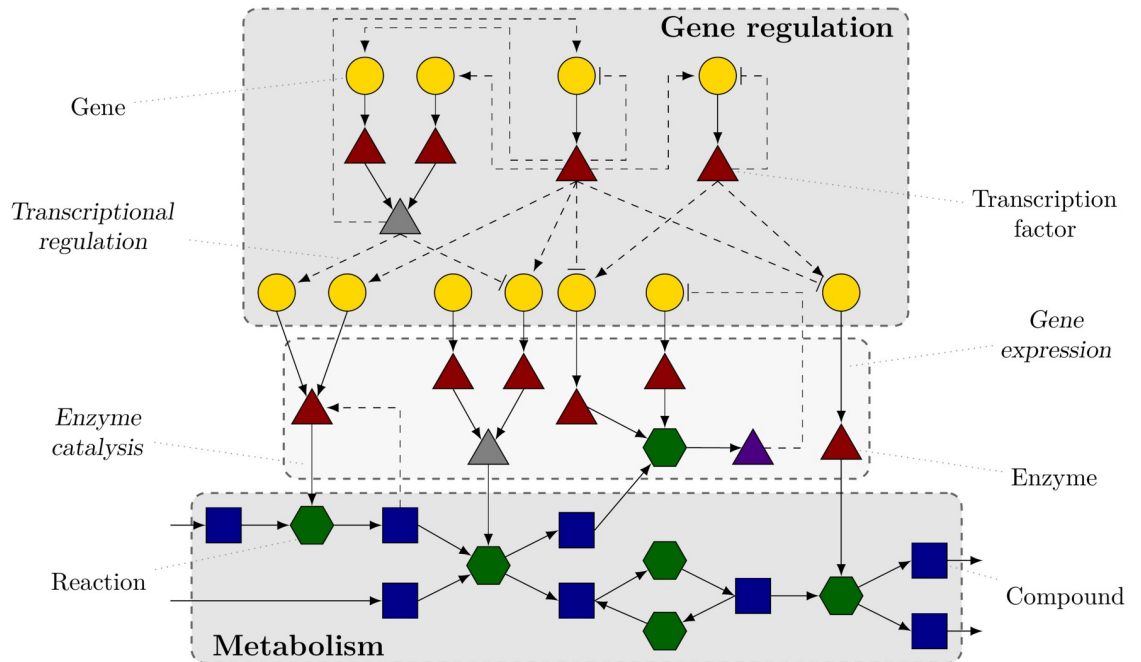 Gene regulation
Gene
Transcriptional
regulation
Transcription
factor
Gene
expression
Enzyme
catalysis
Enzyme
Reaction
Compound
Metabolism